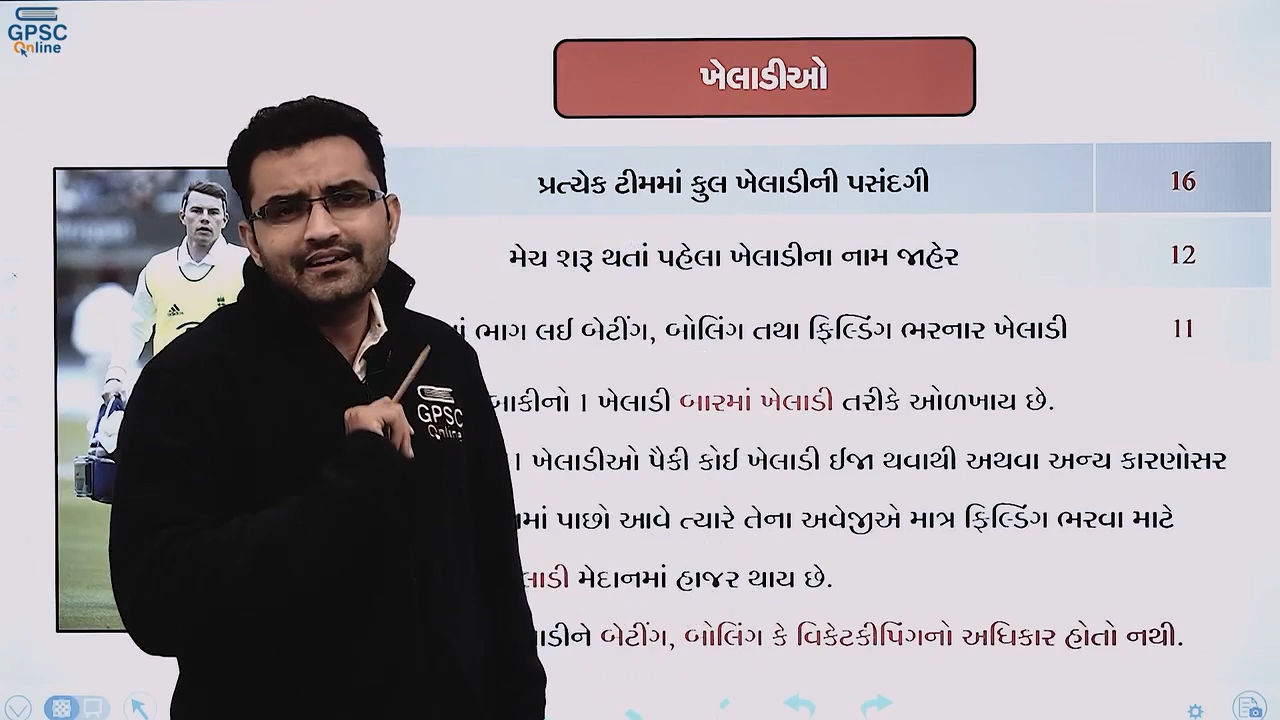 GPSC
Online
ખેલાડીઓ
પ્રત્યેક ટીમમાં કુલ ખેલાડીની પસંદગી 16
મેચ શરૂ થતાં પહેલા ખેલાડીના નામ જાહેર 12
ભાગ લઈ બેટીંગ, બોલિંગ તથા ફિલ્ડિંગ ભરનાર ખેલાડી 11
બાકીનો 1 ખેલાડી બારમાં ખેલાડી તરીકે ઓળખાય છે.
ખેલાડીઓ પૈકી કોઈ ખેલાડી ઈજા થવાથી અથવા અન્ય કારણોસર
પાછો આવે ત્યારે તેના અવેજીએ માત્ર ફિલ્ડિંગ ભરવા માટે
મેદાનમાં હાજર થાય છે.
બેટીંગ, બોલિંગ કે વિકેટકીપિંગનો અધિકાર હોતો નથી.
GPSC
Online